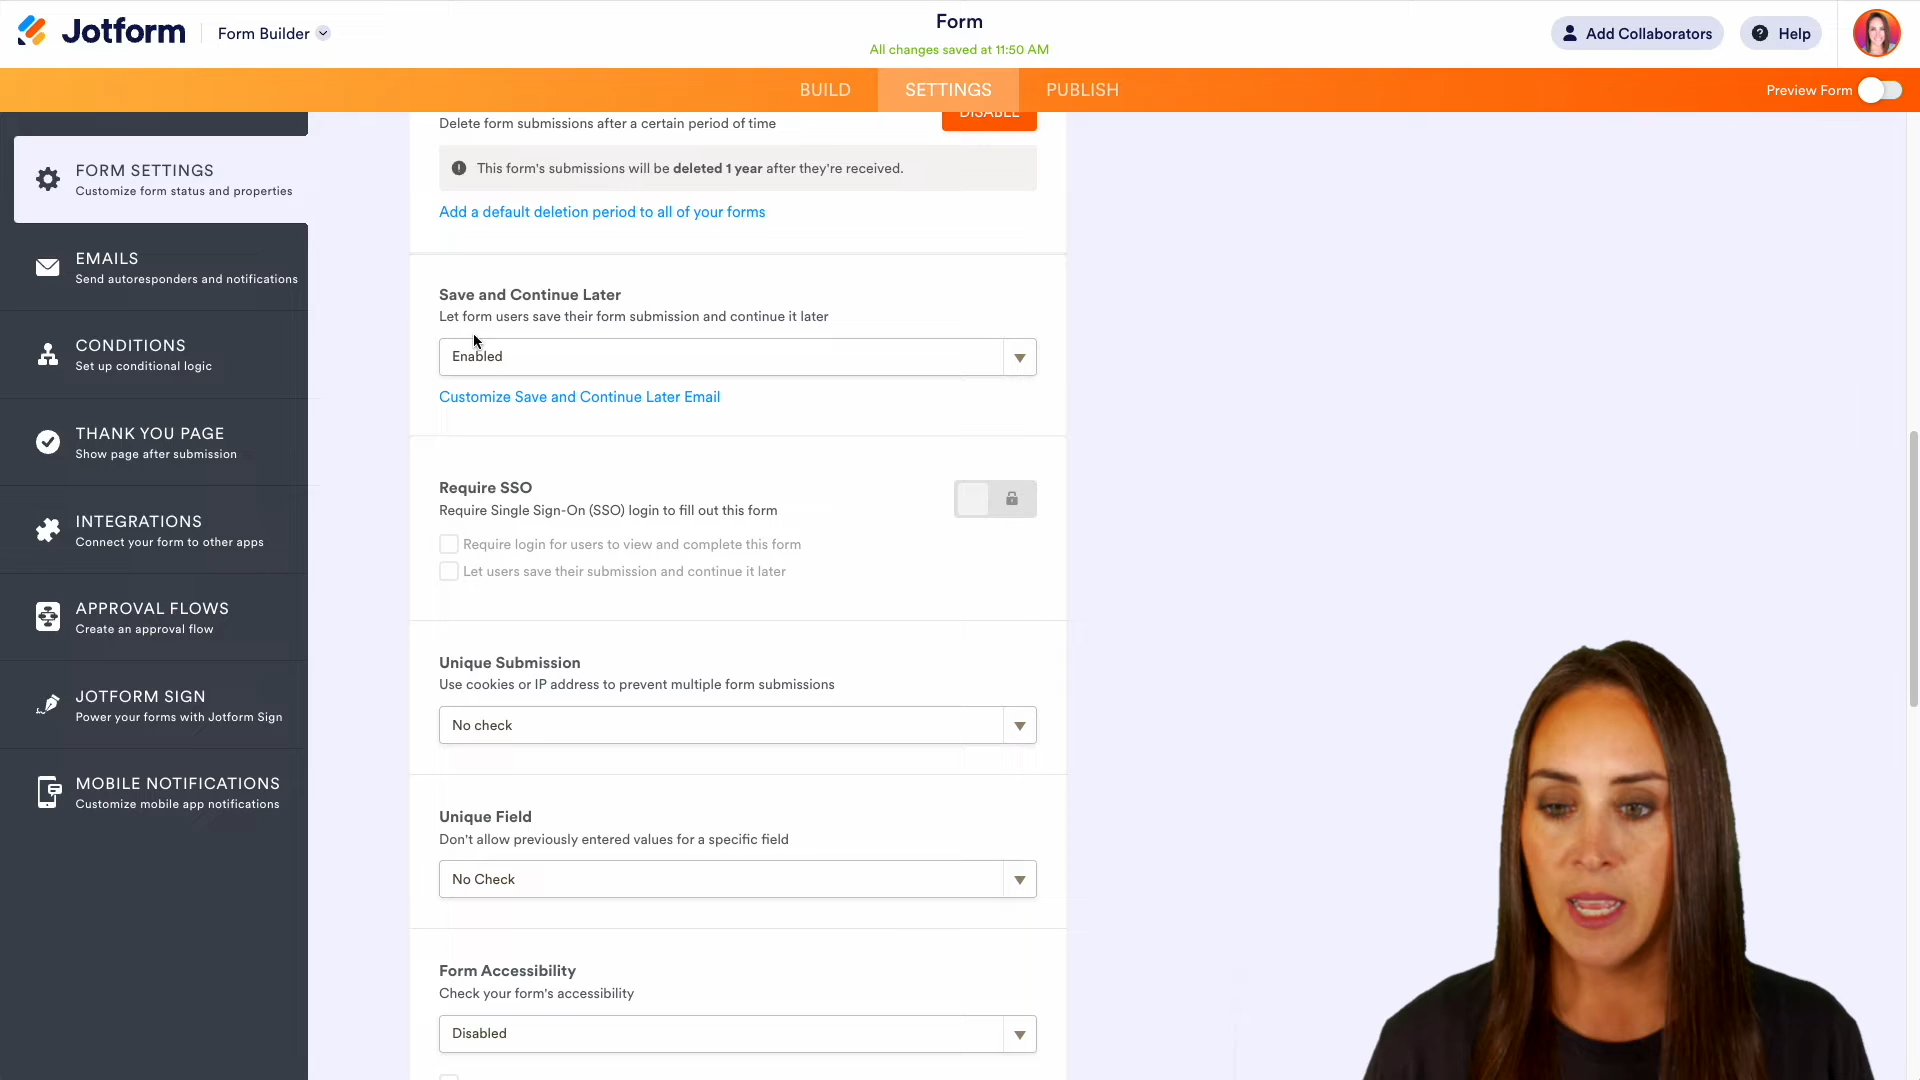 Jotform
Form Builder
Form
All changes saved at 11:50 AM
Add Collaborators
Help
BUILD
SETTINGS
PUBLISH
Preview Form
FORM SETTINGS
Customize form status and properties
EMAILS
Send autoresponders and notifications
CONDITIONS
Set up conditional logic
THANK YOU PAGE
Show page after submission
INTEGRATIONS
Connect your form to other apps
APPROVAL FLOWS
Create an approval flow
JOTFORM SIGN
Power your forms with Jotform Sign
MOBILE NOTIFICATIONS
Customize mobile app notifications
Delete form submissions after a certain period of time
DISABLE
This form's submissions will be deleted 1 year after they're received.
Add a default deletion period to all of your forms
Save and Continue Later
Let form users save their form submission and continue it later
Enabled
Customize Save and Continue Later Email
Require SSO
Require Single Sign-On (SSO) login to fill out this form
Require login for users to view and complete this form
Let users save their submission and continue it later
Unique Submission
Use cookies or IP address to prevent multiple form submissions
No check
Unique Field
Don't allow previously entered values for a specific field
No Check
Form Accessibility
Check your form's accessibility
Disabled